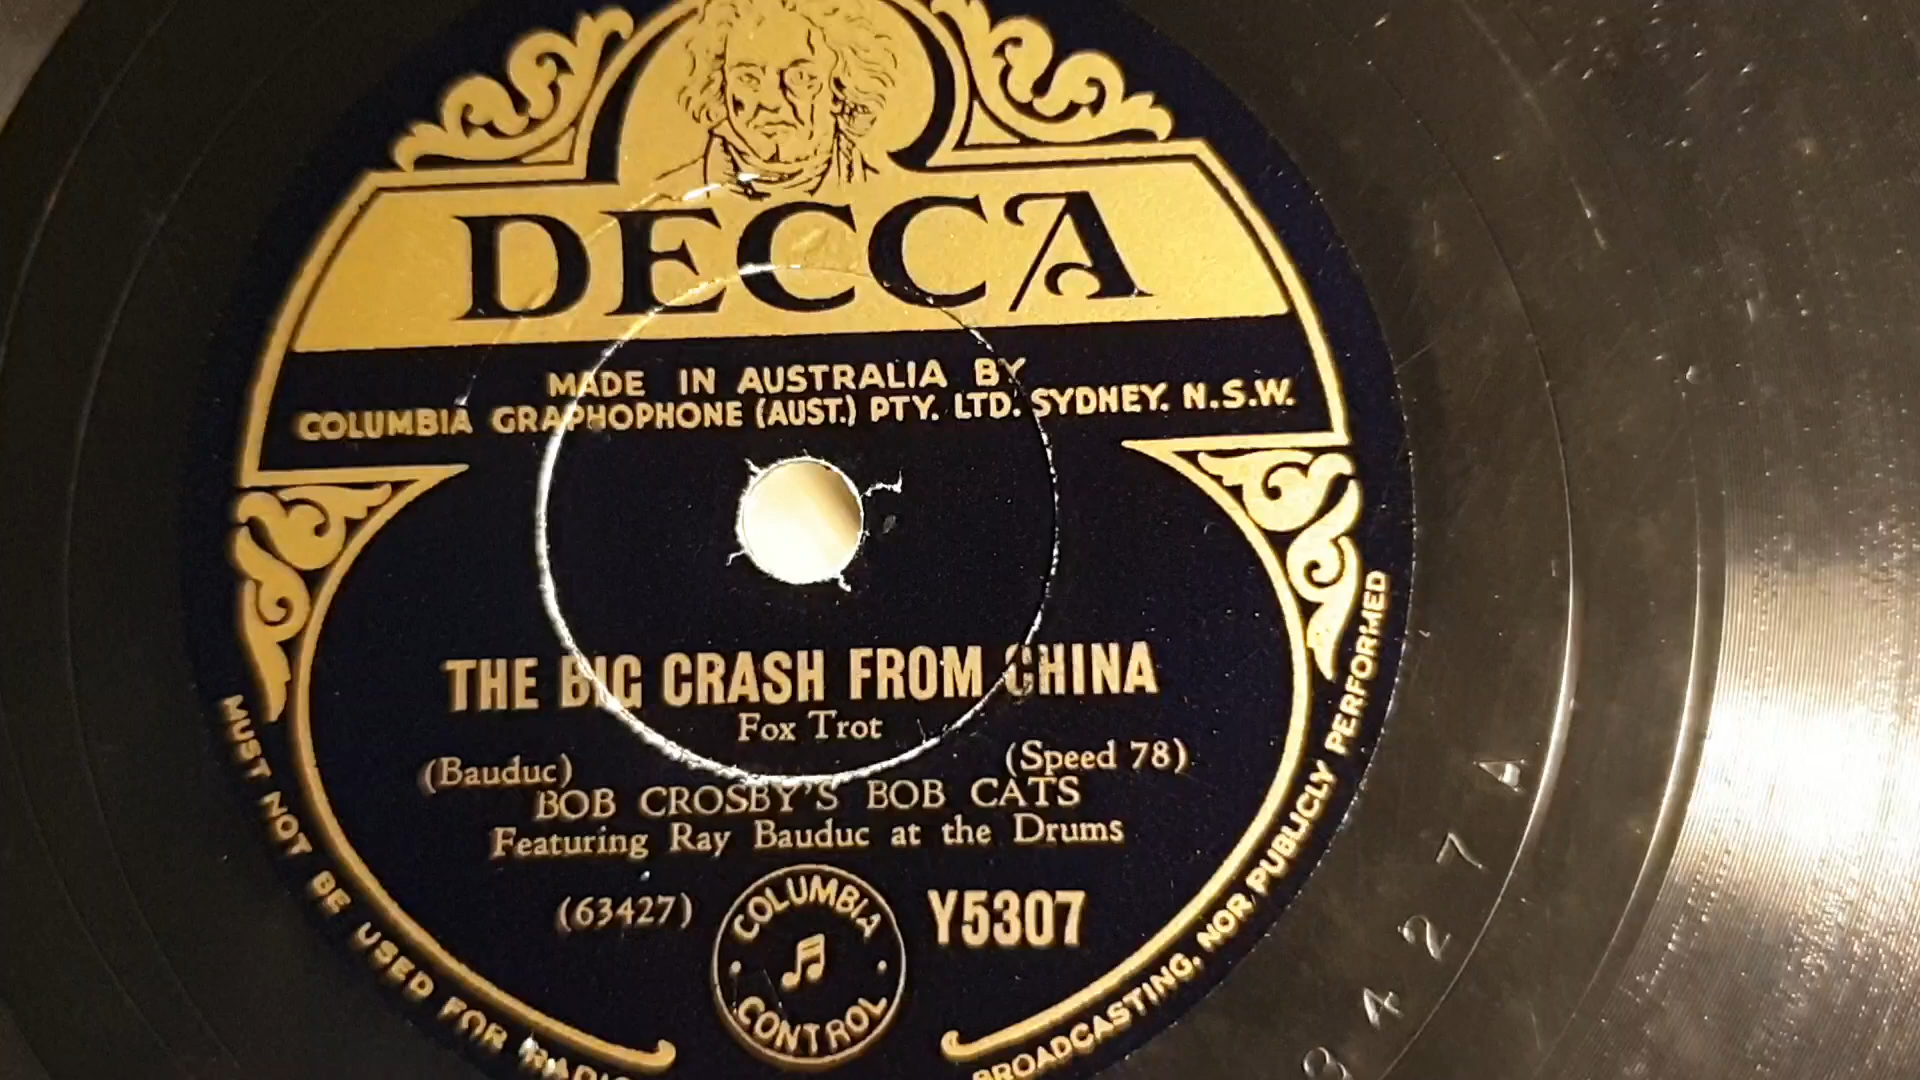 DECCA
MADE IN AUSTRALIA BY
COLUMBIA GRAPHOPHONE (AUST.) PTY. LTD. SYDNEY. N.S.W.
THE BIG CRASH FROM CHINA
Fox Trot
(Bauduc)
(Speed 78)
BOB CROSBY'S BOB CATS
Featuring Ray Bauduc at the Drums
(63427)
COLUMBIA CONTROL
Y5307
MUST NOT BE USED FOR RADIO BROADCASTING, NOR PUBLICLY PERFORMED
3427A